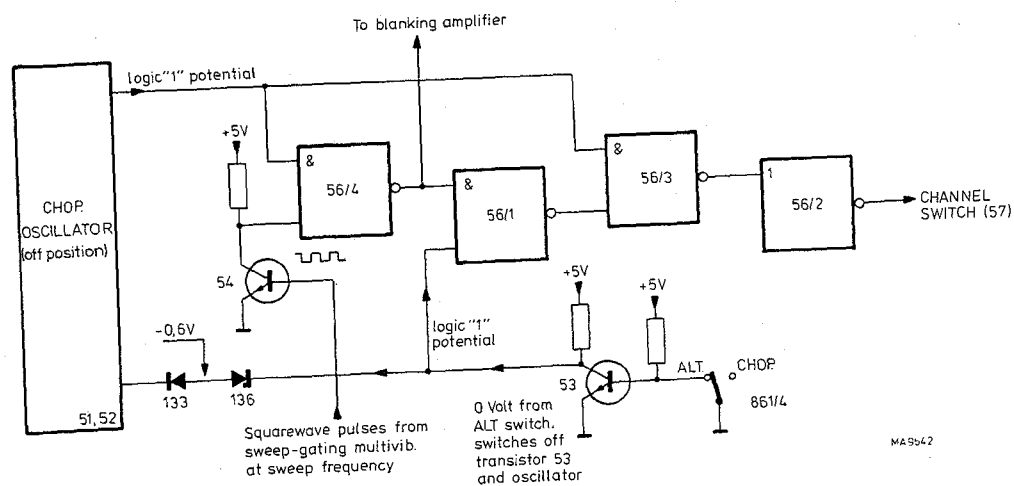 To blanking amplifier
logic "1" potential
+5V
&
56/4
&
56/1
&
56/3
1
56/2
CHANNEL
SWITCH (57)
CHOP.
OSCILLATOR
(off position)
54
-0,6V
133
136
51, 52
logic "1"
potential
+5V
+5V
53
ALT.
CHOP.
861/4
Squarewave pulses from
sweep-gating multivib.
at sweep frequency
0 Volt from
ALT switch.
switches off
transistor 53
and oscillator
MA9542